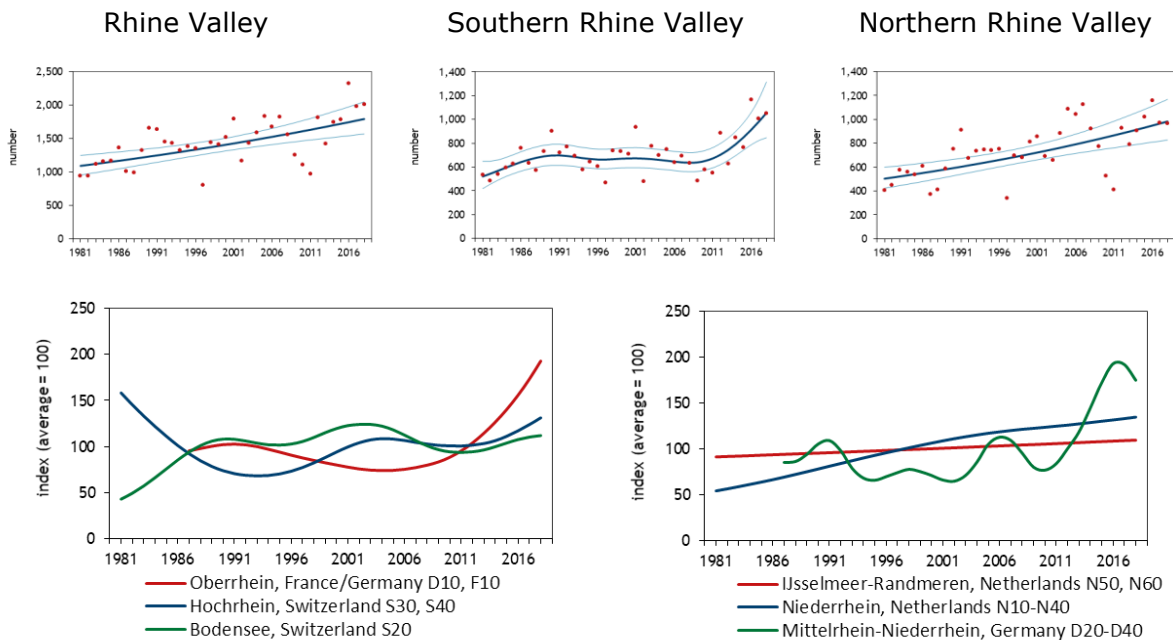 Rhine Valley
Southern Rhine Valley
Northern Rhine Valley
2,500
2,000
1,500
1,000
500
0
number
1981 1986 1991 1996 2001 2006 2011 2016
1,400
1,200
1,000
800
600
400
200
0
number
1981 1986 1991 1996 2001 2006 2011 2016
1,400
1,200
1,000
800
600
400
200
0
number
1981 1986 1991 1996 2001 2006 2011 2016
250
200
150
100
50
0
index (average = 100)
1981 1986 1991 1996 2001 2006 2011 2016
Oberrhein, France/Germany D10, F10
Hochrhein, Switzerland S30, S40
Bodensee, Switzerland S20
250
200
150
100
50
0
index (average = 100)
1981 1986 1991 1996 2001 2006 2011 2016
IJsselmeer-Randmeren, Netherlands N50, N60
Niederrhein, Netherlands N10-N40
Mittelrhein-Niederrhein, Germany D20-D40